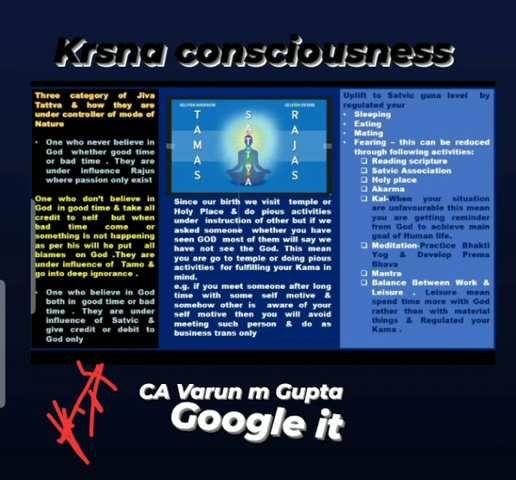 Krsna consciousness
Three category of Jiva
Tattva & how they are
under controller of mode of
Nature
• One who never believe in
God whether good time
or bad time . They are
under influence Rajus
where passion only exist
One who don't believe in
God in good time & take all
credit to self but when
bad time come or
something is not happening
as per his will he put all
blames on God .They are
under influence of Tamo &
go into deep ignorance .
• One who believe in God
both in good time or bad
time . They are under
influence of Satvic &
give credit or debit to
God only
TAMAS
SATTVA
RAJAS
Since our birth we visit temple or
Holy Place & do pious activities
under instruction of other but if we
asked someone whether you have
seen GOD most of them will say we
have not see the God. This mean
you are go to temple or doing pious
activities for fulfilling your Kama in
mind.
e.g. if you meet someone after long
time with some self motive &
somehow other is aware of your
self motive then you will avoid
meeting such person & do as
business trans only
Uplift to Satvic guna level by
regulated your
• Sleeping
• Eating
• Mating
• Fearing – this can be reduced
through following activities:
❑ Reading scripture
❑ Satvic Association
❑ Holy place
❑ Akarma
❑ Kal-When your situation
are unfavourable this mean
you are getting reminder
from God to achieve main
goal of Human life.
❑ Meditation-Practice Bhakti
Yog & Develop Prema
Bhava
❑ Mantra
❑ Balance Between Work &
Leisure . Leisure mean
spend time more with God
rather then with material
things & Regulated your
Kama .
CA Varun m Gupta
Google it